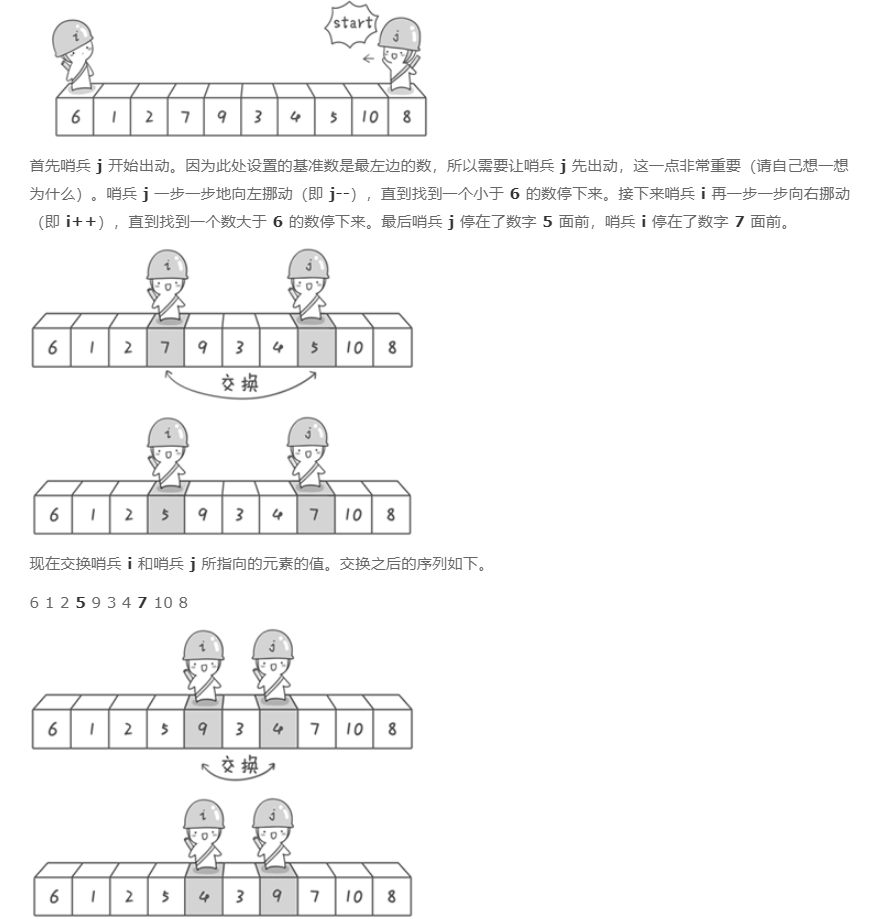 start
i j
6 1 2 7 9 3 4 5 10 8
首先哨兵 j 开始出动。因为此处设置的基准数是最左边的数，所以需要让哨兵 j 先出动，这一点非常重要（请自己想一想
为什么）。哨兵 j 一步一步地向左挪动（即 j--），直到找到一个小于 6 的数停下来。接下来哨兵 i 再一步一步向右挪动
（即 i++），直到找到一个数大于 6 的数停下来。最后哨兵 j 停在了数字 5 面前，哨兵 i 停在了数字 7 面前。
i j
6 1 2 7 9 3 4 5 10 8
交换
i j
6 1 2 5 9 3 4 7 10 8
现在交换哨兵 i 和哨兵 j 所指向的元素的值。交换之后的序列如下。
6 1 2 5 9 3 4 7 10 8
i j
6 1 2 5 9 3 4 7 10 8
交换
i j
6 1 2 5 4 3 9 7 10 8